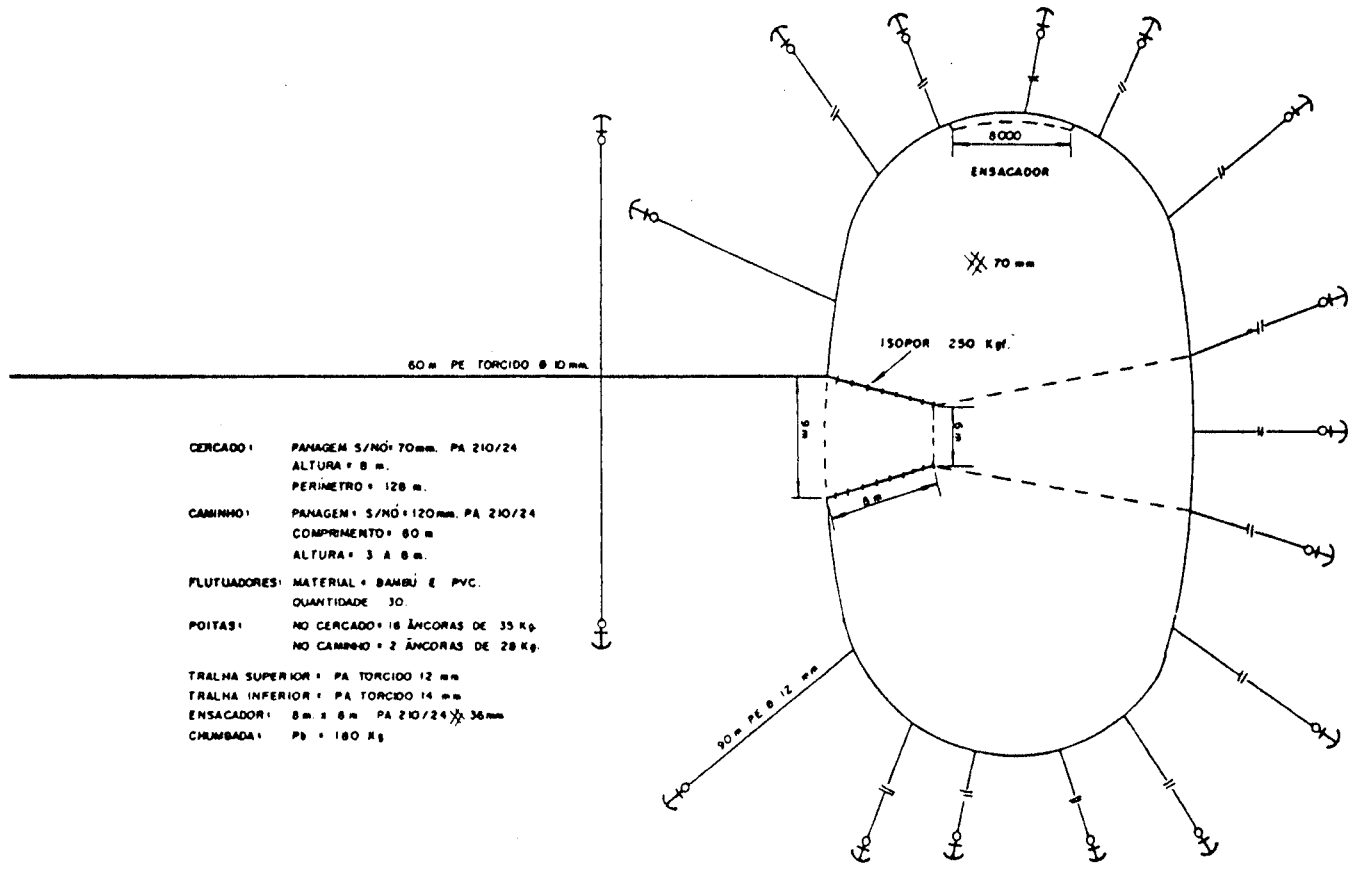 8000
ENSACADOR
70 mm
ISOPOR 250 Kgf.
60 m PE TORCIDO Ø 10 mm.
9 m
6 m
8 m
CERCADO: PANAGEM S/NÓ= 70mm. PA 210/24
ALTURA = 8 m.
PERÍMETRO = 128 m.
CAMINHO: PANAGEM= S/NÓ=120mm. PA 210/24
COMPRIMENTO= 60 m
ALTURA= 3 A 8 m.
FLUTUADORES: MATERIAL = BAMBÚ E PVC.
QUANTIDADE 30.
POITAS: NO CERCADO= 16 ÂNCORAS DE 35 Kg.
NO CAMINHO = 2 ÂNCORAS DE 28 Kg.
TRALHA SUPERIOR = PA TORCIDO 12 mm
TRALHA INFERIOR = PA TORCIDO 14 mm
ENSACADOR: 8m. x 8m PA 210/24 36mm
CHUMBADA: Pb = 180 Kg
90 m PE Ø 12 mm